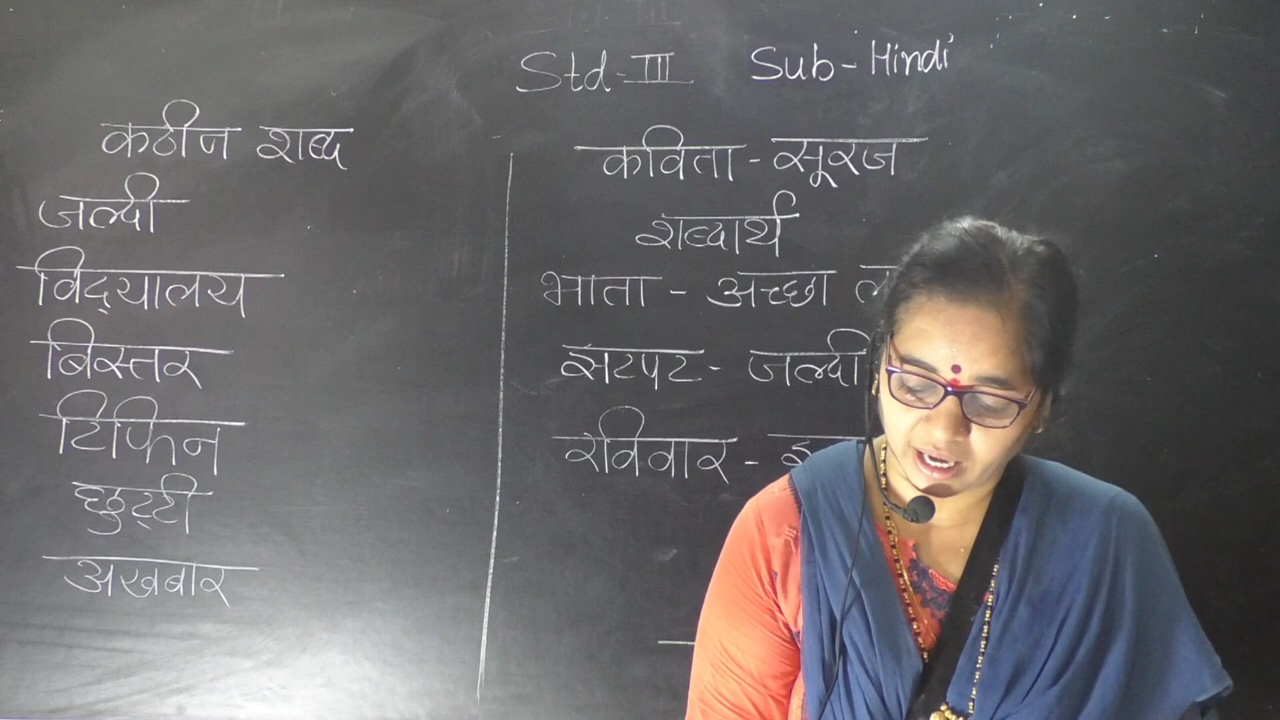 Std-III Sub-Hindi
कठीन शब्द
जल्दी
विद्‌यालय
बिस्तर
टिफिन
छुट्‌टी
अखबार
कविता - सूरज
शब्दार्थ
भाता - अच्छा
झटपट - जल्दी
रविवार -